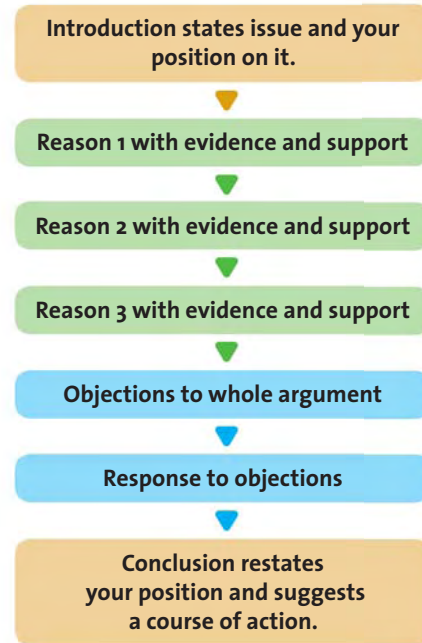 Introduction states issue and your
position on it.
Reason 1 with evidence and support
Reason 2 with evidence and support
Reason 3 with evidence and support
Objections to whole argument
Response to objections
Conclusion restates
your position and suggests
a course of action.